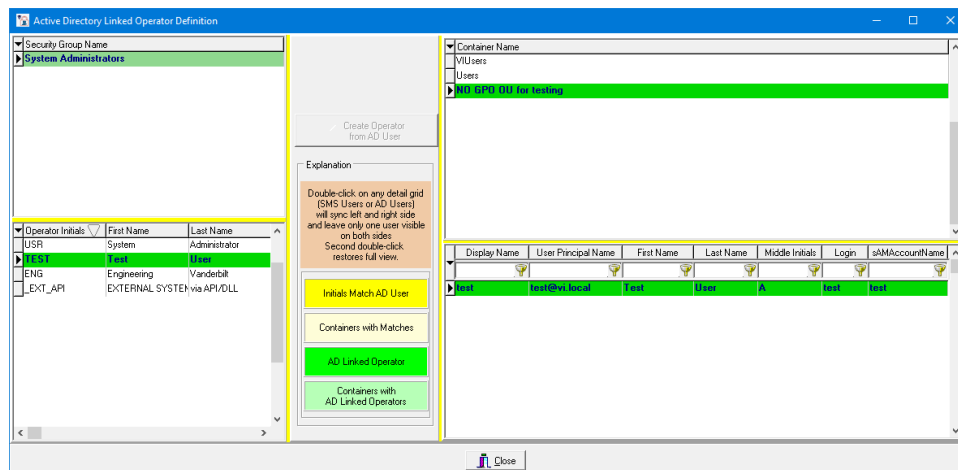 Active Directory Linked Operator Definition
Security Group Name
System Administrators
Operator Initials First Name Last Name
USR System Administrator
TEST Test User
ENG Engineering Vanderbilt
_EXT_API EXTERNAL SYSTEM via API/DLL
Create Operator
from AD User
Explanation
Double-click on any detail grid
(SMS Users or AD Users)
will sync left and right side
and leave only one user visible
on both sides
Second double-click
restores full view.
Initials Match AD User
Containers with Matches
AD Linked Operator
Containers with
AD Linked Operators
Container Name
VIUsers
Users
NO GPO OU for testing
Display Name User Principal Name First Name Last Name Middle Initials Login sAMAccountName
test test@vi.local Test User A test test
Close